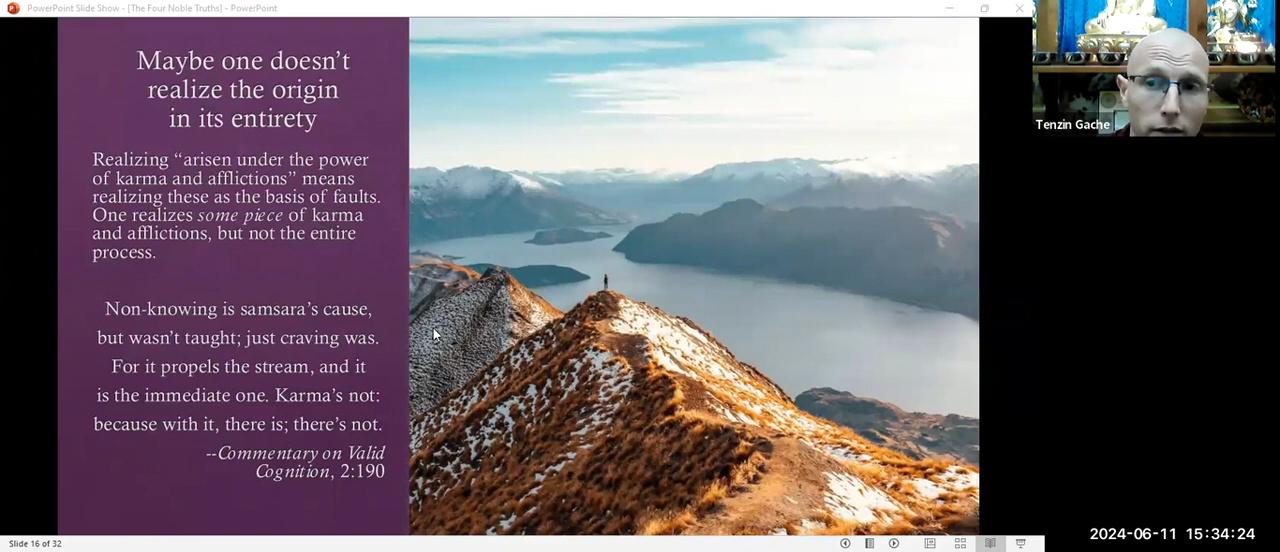 PowerPoint Slide Show - [The Four Noble Truths] - PowerPoint
Maybe one doesn't
realize the origin
in its entirety
Realizing “arisen under the power
of karma and afflictions” means
realizing these as the basis of faults.
One realizes some piece of karma
and afflictions, but not the entire
process.
Non-knowing is samsara's cause,
but wasn't taught; just craving was.
For it propels the stream, and it
is the immediate one. Karma's not:
because with it, there is; there's not.
--Commentary on Valid
Cognition, 2:190
Tenzin Gache
Slide 16 of 32
2024-06-11 15:34:24